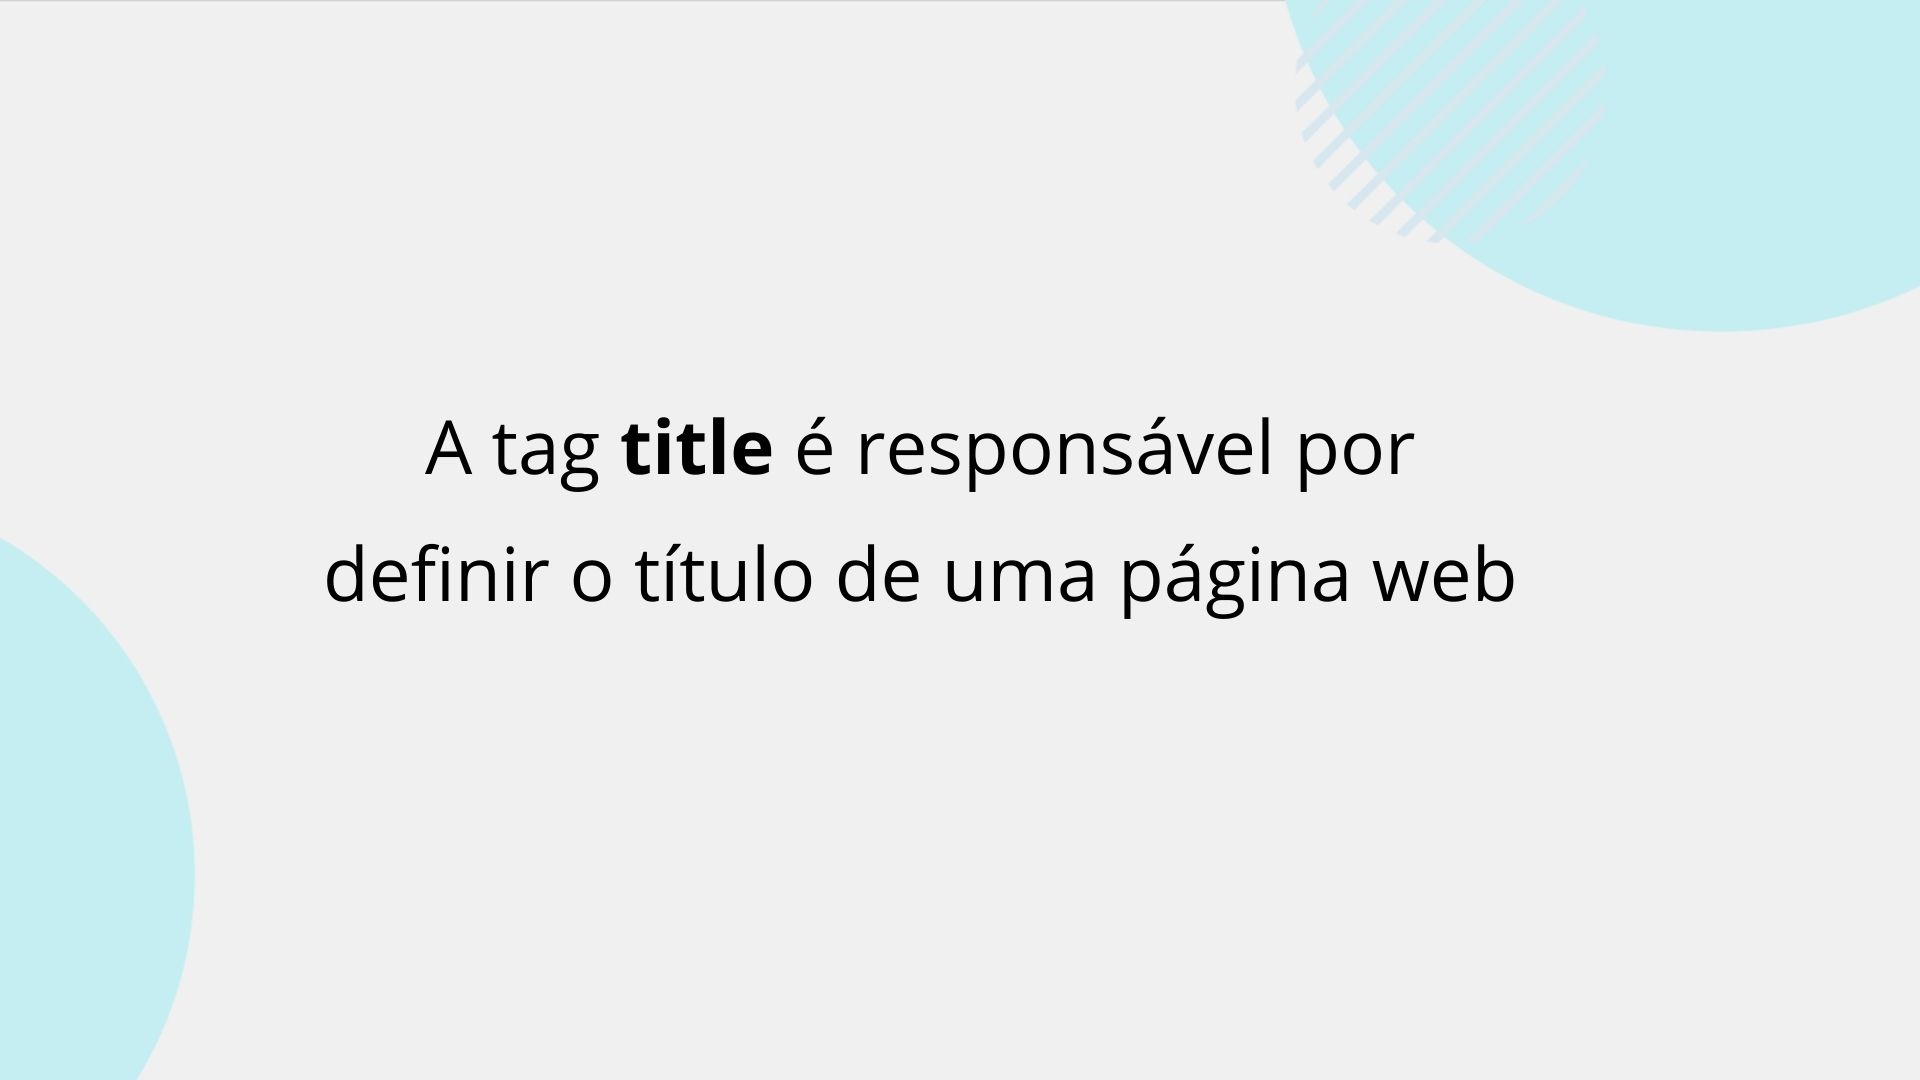 A tag title é responsável por
definir o título de uma página web